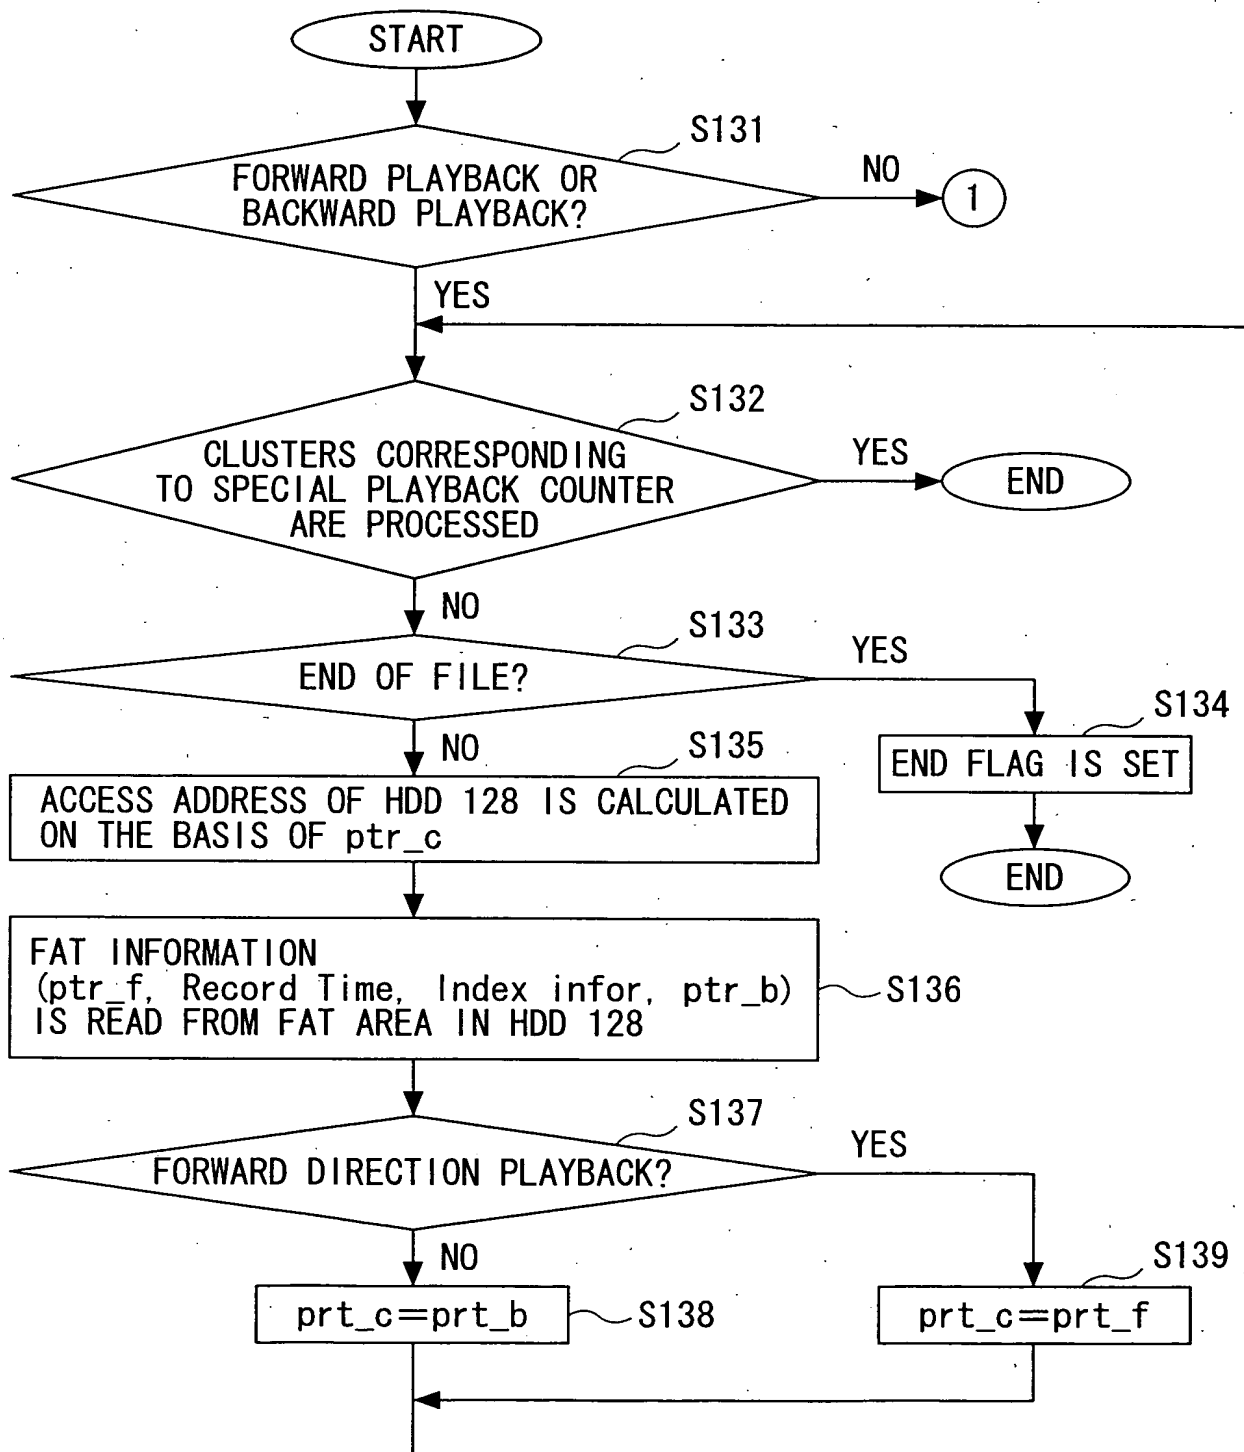 START
S131
FORWARD PLAYBACK OR
BACKWARD PLAYBACK?
NO
1
YES
S132
CLUSTERS CORRESPONDING
TO SPECIAL PLAYBACK COUNTER
ARE PROCESSED
YES
END
NO
S133
END OF FILE?
YES
S134
END FLAG IS SET
END
NO
S135
ACCESS ADDRESS OF HDD 128 IS CALCULATED
ON THE BASIS OF ptr_c
FAT INFORMATION
(ptr_f, Record Time, Index infor, ptr_b)
IS READ FROM FAT AREA IN HDD 128
S136
S137
FORWARD DIRECTION PLAYBACK?
YES
NO
S139
prt_c=prt_b
S138
prt_c=prt_f